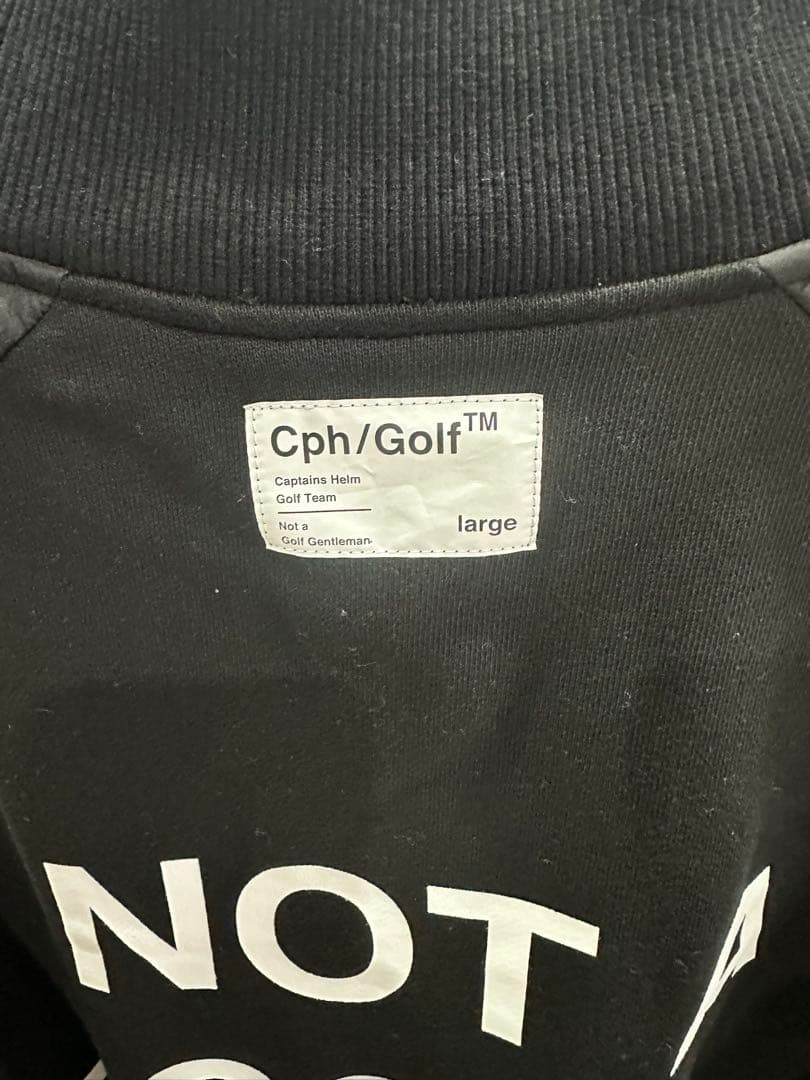 Cph/Golf™
Captains Helm
Golf Team
Not a
Golf Gentleman.
large
NOT A